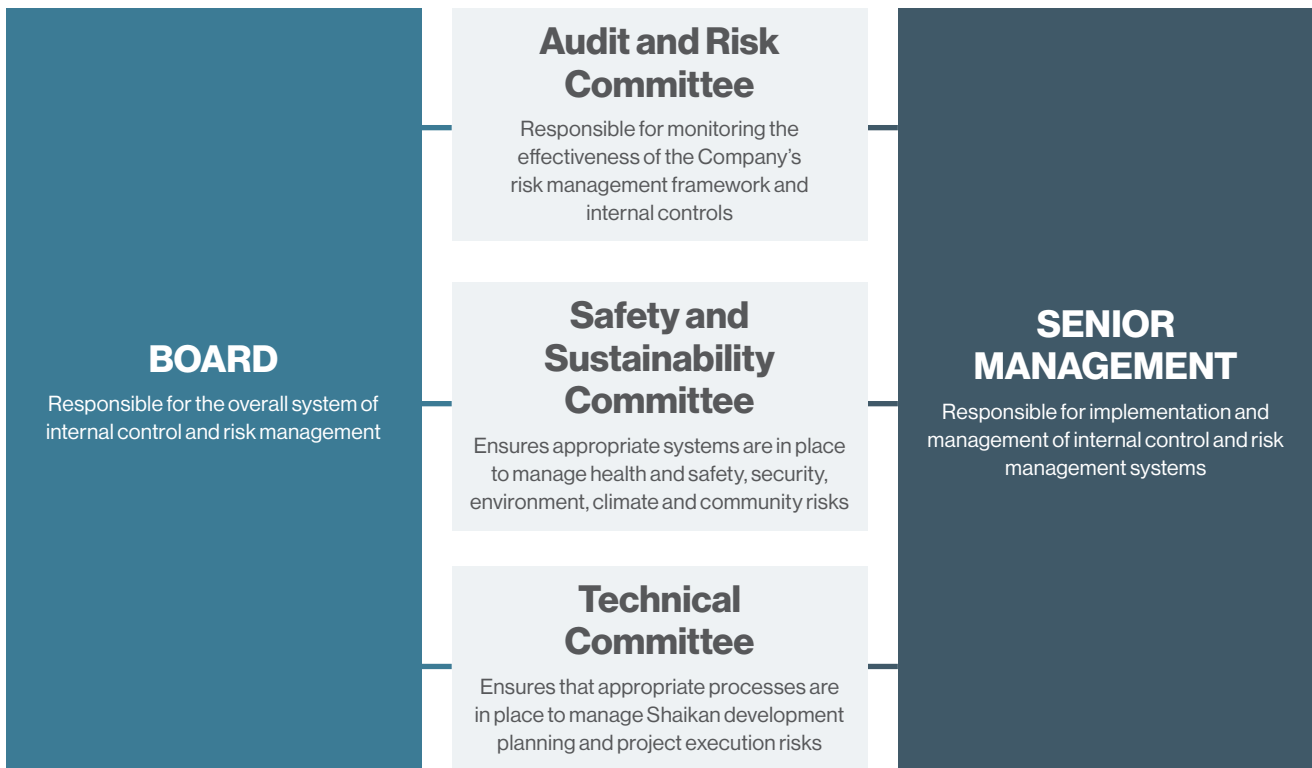 BOARD
Responsible for the overall system of
internal control and risk management
Audit and Risk
Committee
Responsible for monitoring the
effectiveness of the Company’s
risk management framework and
internal controls
Safety and
Sustainability
Committee
Ensures appropriate systems are in place
to manage health and safety, security,
environment, climate and community risks
Technical
Committee
Ensures that appropriate processes are
in place to manage Shaikan development
planning and project execution risks
SENIOR
MANAGEMENT
Responsible for implementation and
management of internal control and risk
management systems